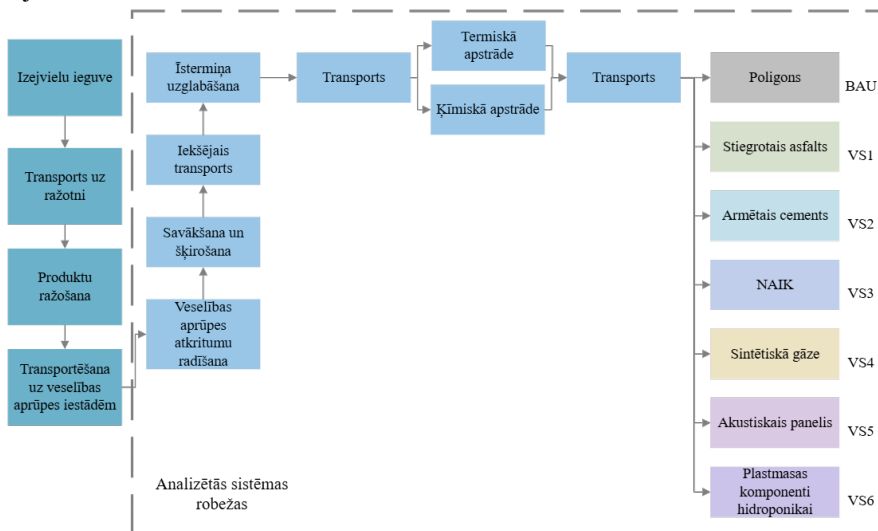 Izejvielu ieguve
Transports uz
ražotni
Produktu
ražošana
Transportēšana
uz veselības
aprūpes iestādēm
Veselības
aprūpes
atkritumu
radīšana
Savākšana un
šķirošana
Iekšējais
transports
Īstermiņa
uzglabāšana
Transports
Termiskā
apstrāde
Ķīmiskā apstrāde
Transports
Poligons
BAU
Stiegrotais asfalts
VS1
Armētais cements
VS2
NAIK
VS3
Sintētiskā gāze
VS4
Akustiskais panelis
VS5
Plastmasas
komponenti
hidroponikai
VS6
Analizētās sistēmas
robežas